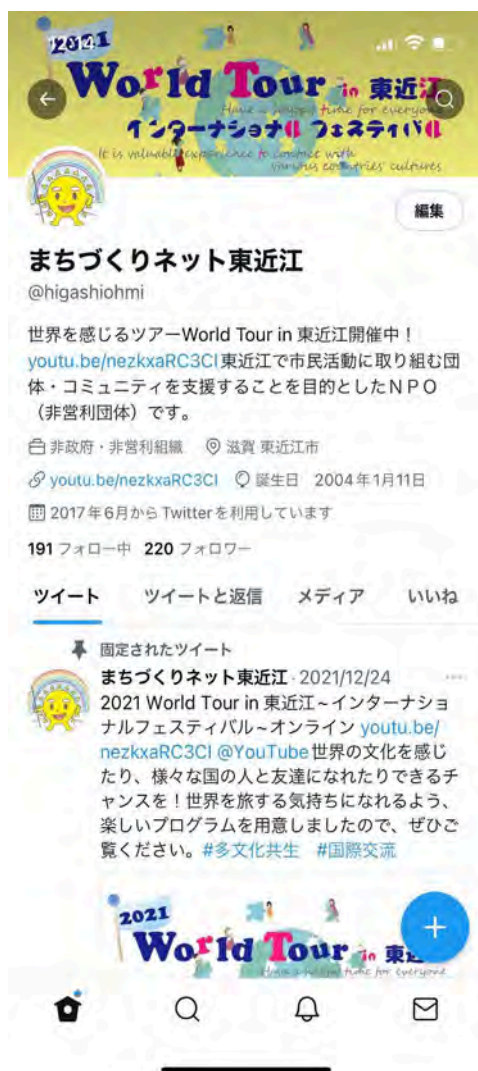 2021
World Tour in 東近江
Have a happy time for everyone
インターナショナル フェスティバル
It is valuable experience to contact with
various countries' cultures
編集
まちづくりネット東近江
@higashiohmi
世界を感じるツアーWorld Tour in 東近江開催中！
youtu.be/nezkxaRC3CI東近江で市民活動に取り組む団
体・コミュニティを支援することを目的としたＮＰＯ
（非営利団体）です。
非政府・非営利組織 滋賀 東近江市
youtu.be/nezkxaRC3CI 誕生日 2004年1月11日
2017年6月からTwitterを利用しています
191 フォロー中 220 フォロワー
ツイート ツイートと返信 メディア いいね
固定されたツイート
まちづくりネット東近江·2021/12/24
2021 World Tour in 東近江~インターナショ
ナルフェスティバル~オンライン youtu.be/
nezkxaRC3CI @YouTube世界の文化を感じ
たり、様々な国の人と友達になれたりできるチ
ャンスを！世界を旅する気持ちになれるよう、
楽しいプログラムを用意しましたので、ぜひご
覧ください。#多文化共生 #国際交流
2021
World Tour in 東近
Have a happy time for everyone